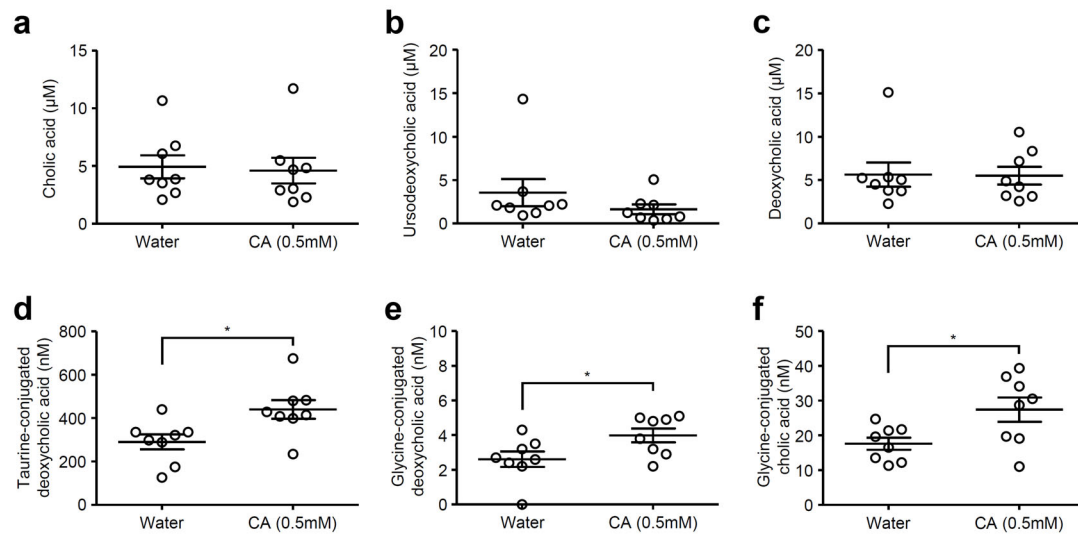 a
15
10
5
0
Cholic acid (μM)
Water
CA (0.5mM)
b
20
15
10
5
0
Ursodeoxycholic acid (μM)
Water
CA (0.5mM)
c
20
15
10
5
0
Deoxycholic acid (μM)
Water
CA (0.5mM)
d
800
600
400
200
0
Taurine-conjugated
deoxycholic acid (nM)
*
Water
CA (0.5mM)
e
10
8
6
4
2
0
Glycine-conjugated
deoxycholic acid (nM)
*
Water
CA (0.5mM)
f
50
40
30
20
10
0
Glycine-conjugated
cholic acid (nM)
*
Water
CA (0.5mM)